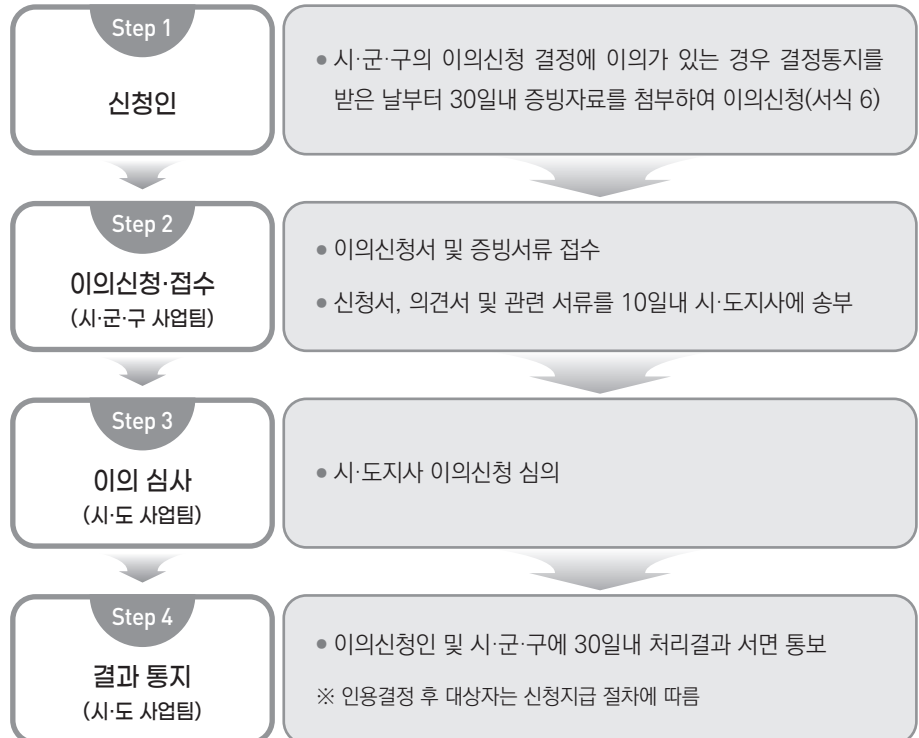 Step 1
신청인
● 시·군·구의 이의신청 결정에 이의가 있는 경우 결정통지를
받은 날부터 30일내 증빙자료를 첨부하여 이의신청(서식 6)
Step 2
이의신청·접수
(시·군·구 사업팀)
● 이의신청서 및 증빙서류 접수
● 신청서, 의견서 및 관련 서류를 10일내 시·도지사에 송부
Step 3
이의 심사
(시·도 사업팀)
● 시·도지사 이의신청 심의
Step 4
결과 통지
(시·도 사업팀)
● 이의신청인 및 시·군·구에 30일내 처리결과 서면 통보
※ 인용결정 후 대상자는 신청지급 절차에 따름